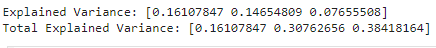 Explained Variance: [0.16107847 0.14654809 0.07655508]
Total Explained Variance: [0.16107847 0.30762656 0.38418164]